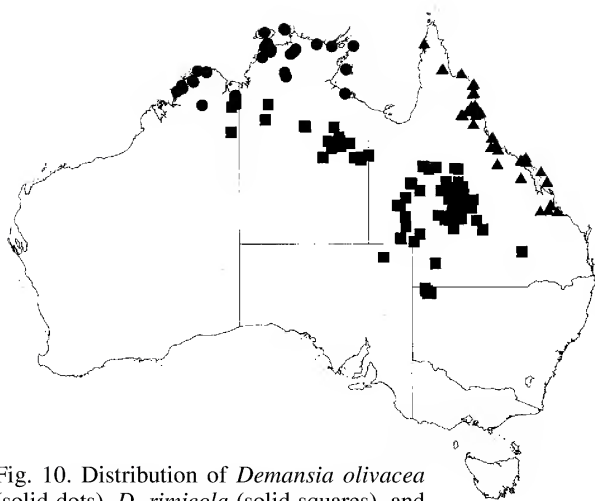 Fig. 10. Distribution of Demansia olivacea
(solid dots), D. rimicola (solid squares), and